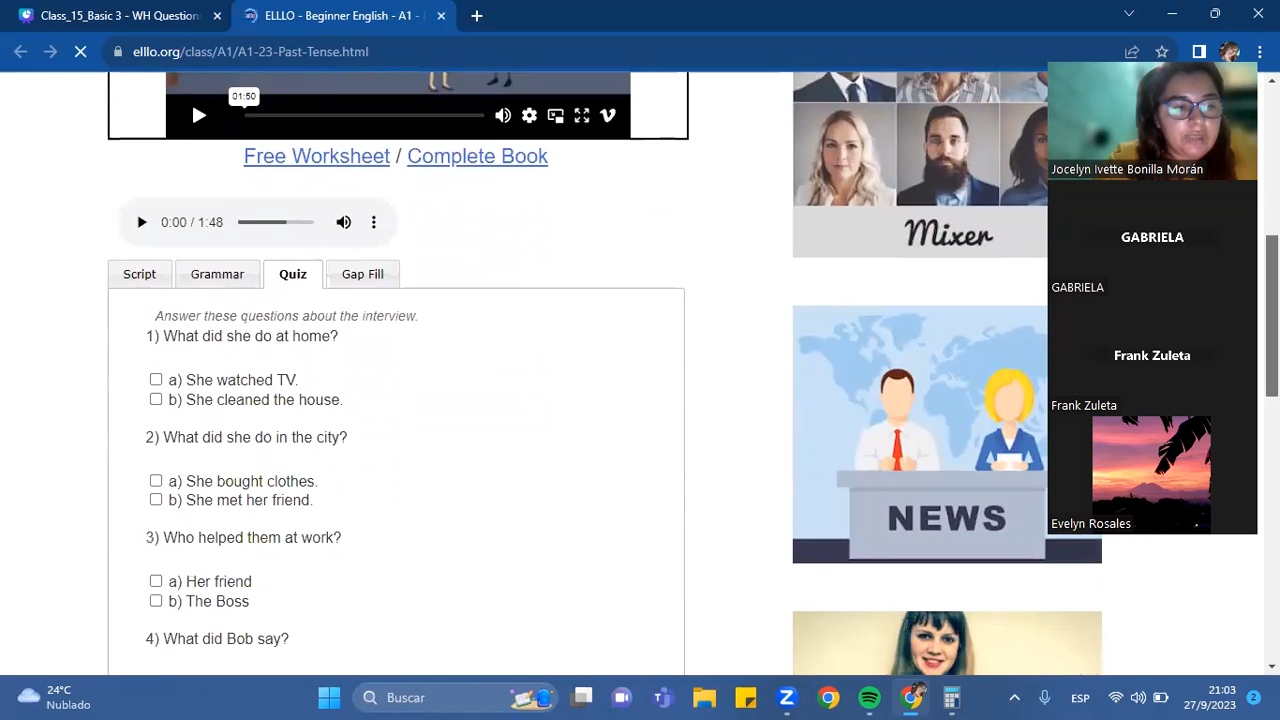 Class_15_Basic 3 - WH Question
ELLLO - Beginner English - A1 -
elllo.org/class/A1/A1-23-Past-Tense.html
01:50
Free Worksheet / Complete Book
0:00 / 1:48
Script
Grammar
Quiz
Gap Fill
Answer these questions about the interview.
1) What did she do at home?
a) She watched TV.
b) She cleaned the house.
2) What did she do in the city?
a) She bought clothes.
b) She met her friend.
3) Who helped them at work?
a) Her friend
b) The Boss
4) What did Bob say?
Mixer
NEWS
Jocelyn Ivette Bonilla Morán
GABRIELA
GABRIELA
Frank Zuleta
Frank Zuleta
Evelyn Rosales
24°C
Nublado
Buscar
ESP
21:03
27/9/2023
2